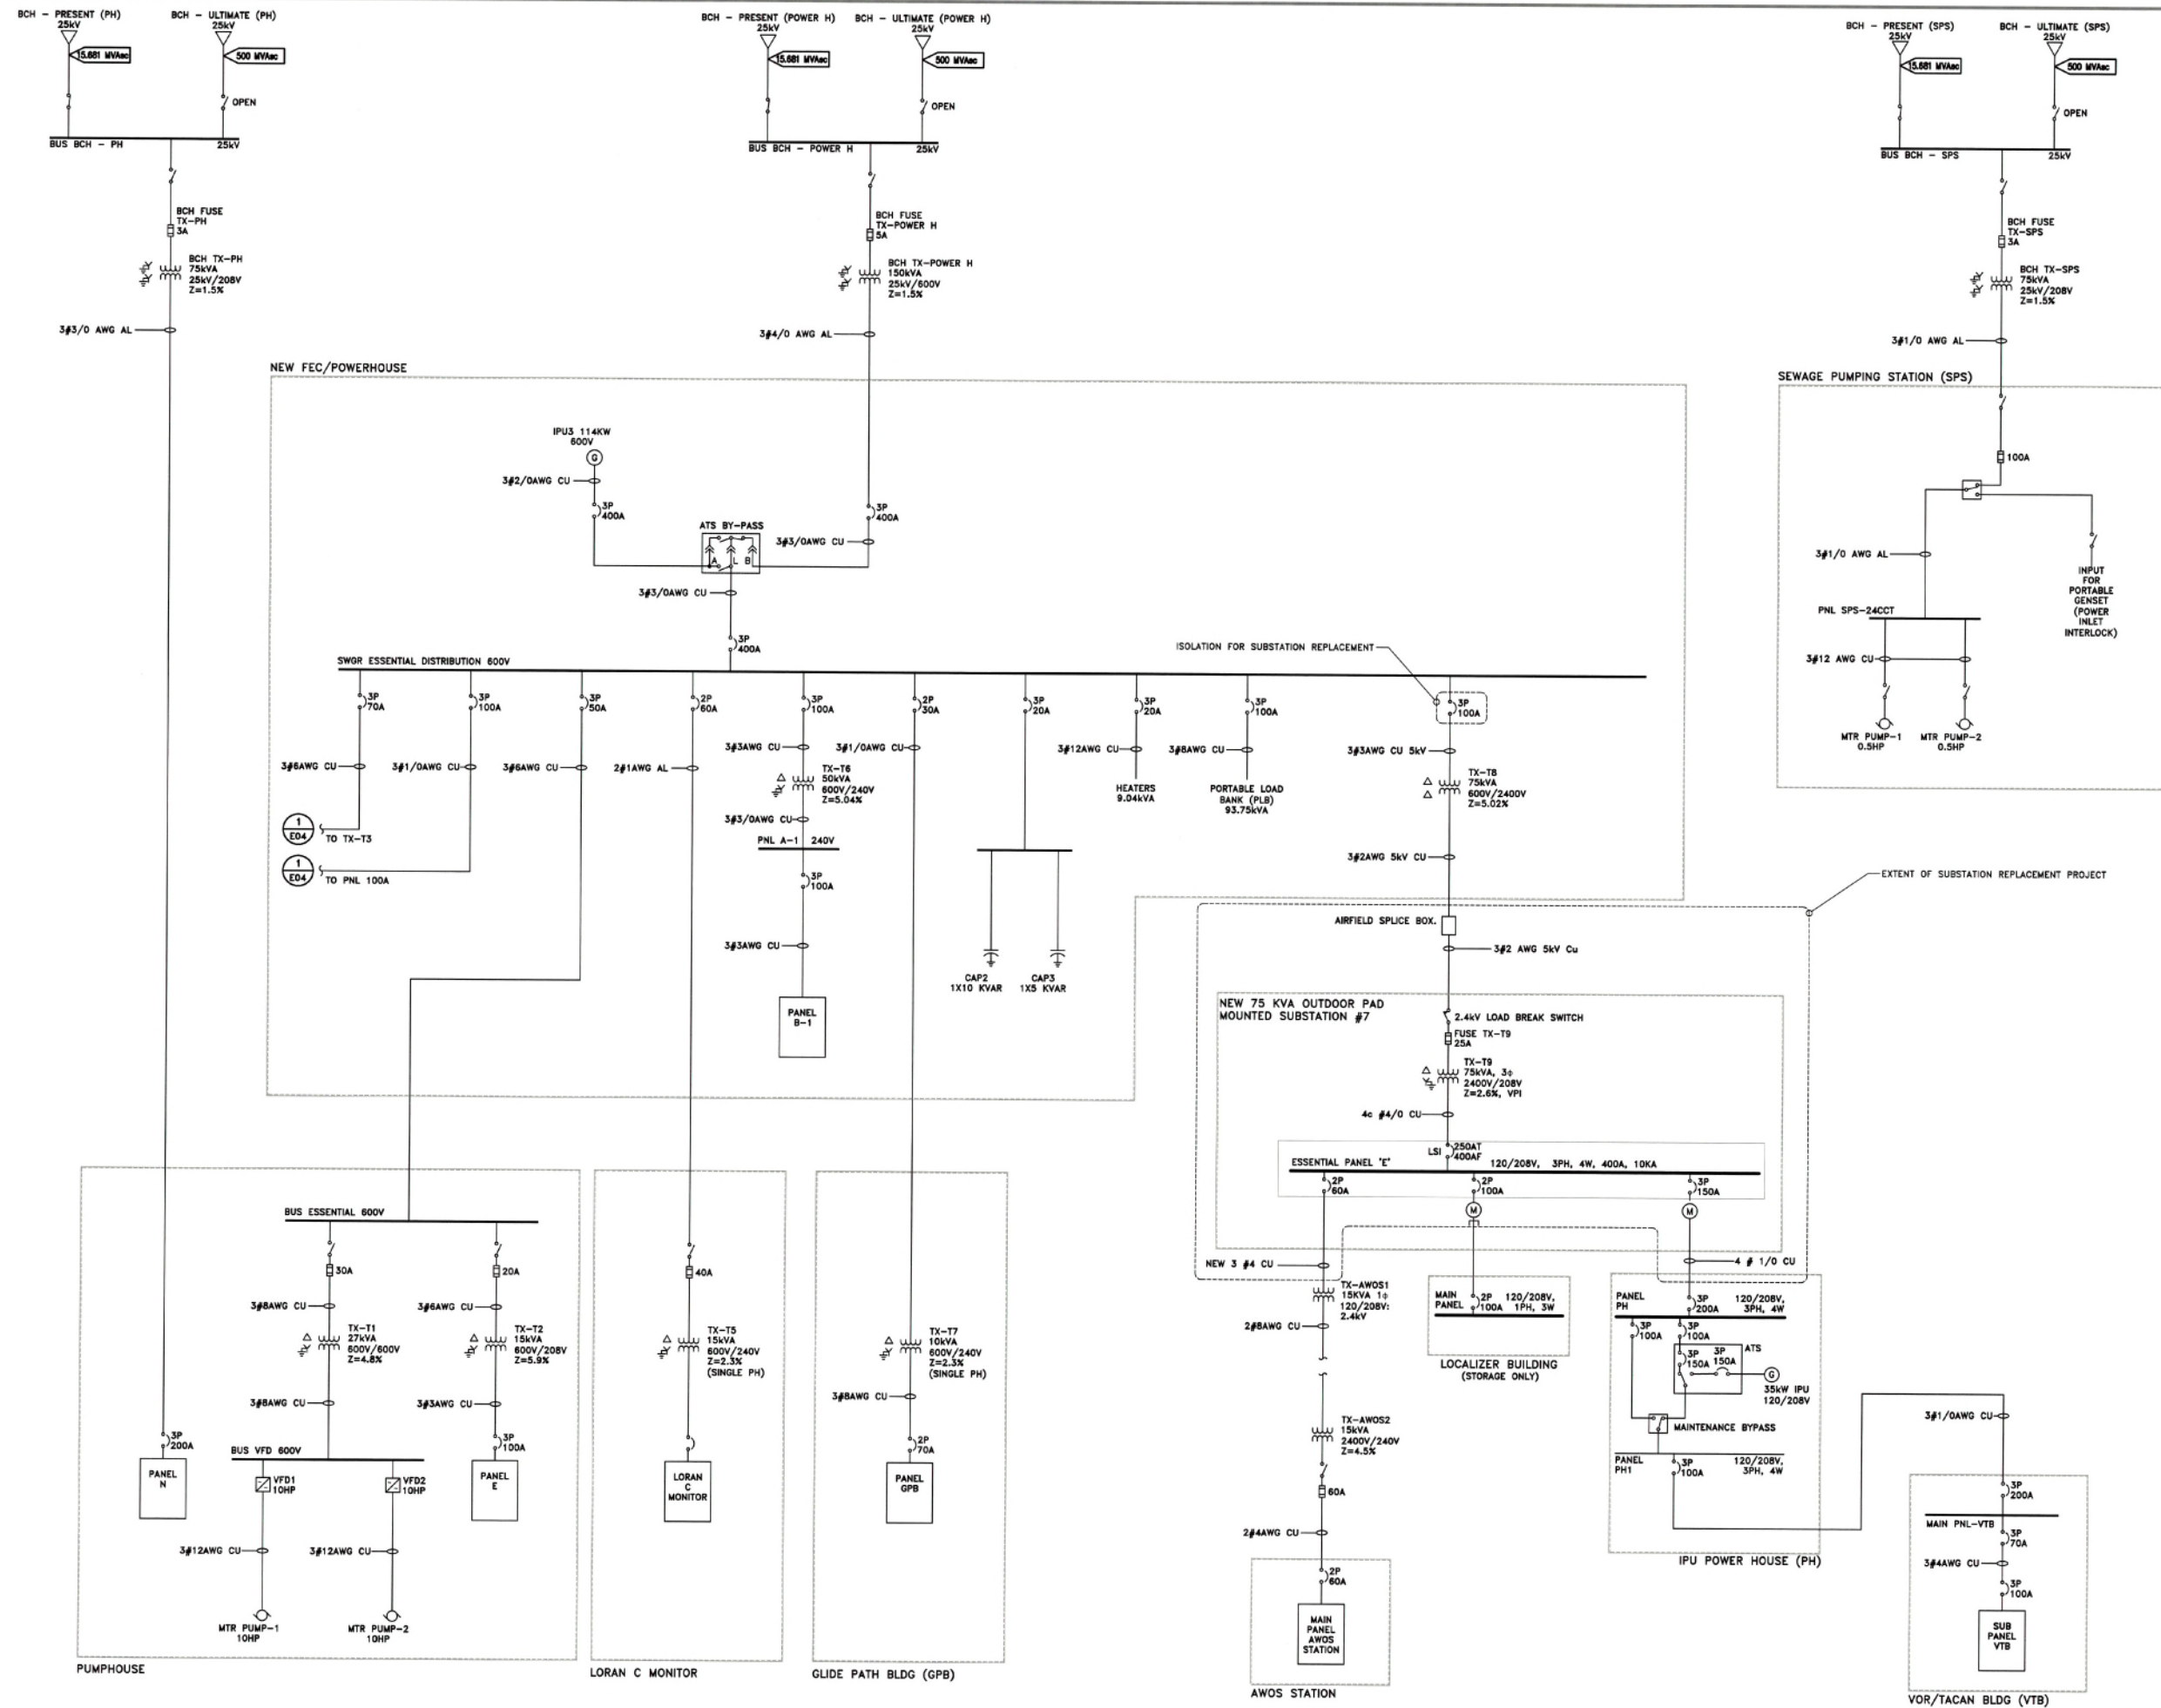 BCH - PRESENT (PH)
25kV
15.681 MVAsc
BCH - ULTIMATE (PH)
25kV
500 MVAsc
OPEN
BUS BCH - PH
25kV
BCH FUSE
TX-PH
3A
BCH TX-PH
75kVA
25kV/208V
Z=1.5%
3#3/0 AWG AL
BCH - PRESENT (POWER H)
25kV
15.681 MVAsc
BCH - ULTIMATE (POWER H)
25kV
500 MVAsc
OPEN
BUS BCH - POWER H
25kV
BCH FUSE
TX-POWER H
5A
BCH TX-POWER H
150kVA
25kV/600V
Z=1.5%
3#4/0 AWG AL
BCH - PRESENT (SPS)
25kV
15.681 MVAsc
BCH - ULTIMATE (SPS)
25kV
500 MVAsc
OPEN
BUS BCH - SPS
25kV
BCH FUSE
TX-SPS
3A
BCH TX-SPS
75kVA
25kV/208V
Z=1.5%
3#1/0 AWG AL
SEWAGE PUMPING STATION (SPS)
100A
3#1/0 AWG AL
INPUT
FOR
PORTABLE
GENSET
(POWER
INLET
INTERLOCK)
PNL SPS-24CCT
3#12 AWG CU
MTR PUMP-1
0.5HP
MTR PUMP-2
0.5HP
NEW FEC/POWERHOUSE
IPU3 114KW
600V
G
3#2/0AWG CU
3P
400A
ATS BY-PASS
A L B
3P
400A
3#3/0AWG CU
3#3/0AWG CU
3P
400A
ISOLATION FOR SUBSTATION REPLACEMENT
SWGR ESSENTIAL DISTRIBUTION 600V
3P
70A
3P
100A
3P
50A
2P
60A
3P
100A
2P
30A
3P
20A
3P
20A
3P
100A
3P
100A
3#6AWG CU
3#1/0AWG CU
3#6AWG CU
2#1AWG AL
3#3AWG CU
3#1/0AWG CU
3#12AWG CU
3#8AWG CU
3#3AWG CU 5kV
1
E04
TO TX-T3
1
E04
TO PNL 100A
TX-T6
50kVA
600V/240V
Z=5.04%
3#3/0AWG CU
PNL A-1 240V
3P
100A
3#3AWG CU
PANEL
B-1
CAP2
1X10 KVAR
CAP3
1X5 KVAR
HEATERS
9.04kVA
PORTABLE LOAD
BANK (PLB)
93.75kVA
TX-T8
75kVA
600V/2400V
Z=5.02%
3#2AWG 5kV CU
EXTENT OF SUBSTATION REPLACEMENT PROJECT
AIRFIELD SPLICE BOX.
3#2 AWG 5kV Cu
NEW 75 KVA OUTDOOR PAD
MOUNTED SUBSTATION #7
2.4kV LOAD BREAK SWITCH
FUSE TX-T9
25A
TX-T9
75kVA, 3ϕ
2400V/208V
Z=2.6%, VPI
4c #4/0 CU
LSI
250AT
400AF
ESSENTIAL PANEL 'E'
120/208V, 3PH, 4W, 400A, 10KA
2P
60A
2P
100A
3P
150A
M
M
NEW 3 #4 CU
4 # 1/0 CU
TX-AWOS1
15KVA 1ϕ
120/208V:
2.4kV
2#8AWG CU
TX-AWOS2
15kVA
2400V/240V
Z=4.5%
60A
2#4AWG CU
2P
60A
MAIN
PANEL
AWOS
STATION
AWOS STATION
MAIN
PANEL
2P
100A
120/208V,
1PH, 3W
LOCALIZER BUILDING
(STORAGE ONLY)
PANEL
PH
3P
200A
120/208V,
3PH, 4W
3P
100A
3P
100A
3P
150A
3P
150A
ATS
G
35kW IPU
120/208V
MAINTENANCE BYPASS
PANEL
PH1
3P
100A
120/208V,
3PH, 4W
IPU POWER HOUSE (PH)
3#1/0AWG CU
3P
200A
MAIN PNL-VTB
3P
70A
3#4AWG CU
3P
100A
SUB
PANEL
VTB
VOR/TACAN BLDG (VTB)
BUS ESSENTIAL 600V
30A
20A
3#8AWG CU
3#6AWG CU
TX-T1
27kVA
600V/600V
Z=4.8%
TX-T2
15kVA
600V/208V
Z=5.9%
3#8AWG CU
3#3AWG CU
3P
200A
PANEL
N
BUS VFD 600V
VFD1
10HP
VFD2
10HP
3P
100A
PANEL
E
3#12AWG CU
3#12AWG CU
MTR PUMP-1
10HP
MTR PUMP-2
10HP
PUMPHOUSE
40A
TX-T5
15kVA
600V/240V
Z=2.3%
(SINGLE PH)
LORAN
C
MONITOR
LORAN C MONITOR
TX-T7
10kVA
600V/240V
Z=2.3%
(SINGLE PH)
3#8AWG CU
2P
70A
PANEL
GPB
GLIDE PATH BLDG (GPB)